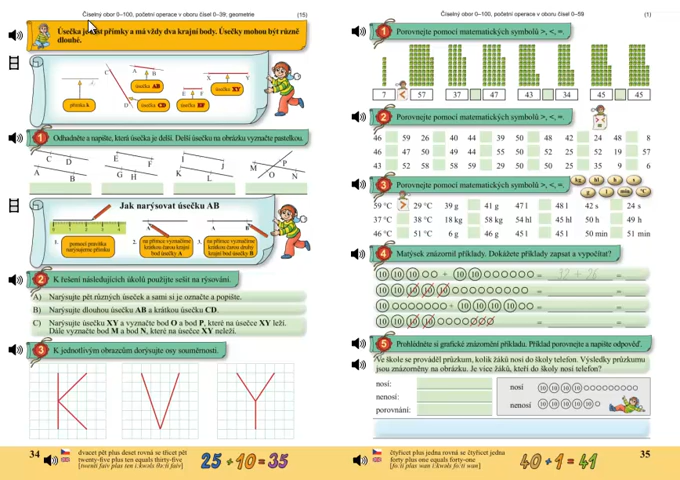 Číselný obor 0–100, početní operace v oboru čísel 0–39; geometrie (15)
Úsečka je část přímky a má vždy dva krajní body. Úsečky mohou být různě
dlouhé.
přímka k
úsečka AB
úsečka CD
úsečka EF
úsečka XY
1 Odhadněte a napište, která úsečka je delší. Delší úsečku na obrázku vyznačte pastelkou.
C D E F I J P
A B G H K L M O N
Jak narýsovat úsečku AB
1. pomocí pravítka
narýsujeme přímku
2. na přímce vyznačíme
krátkou čarou krajní
bod úsečky A
3. na přímce vyznačíme
krátkou čarou druhý
krajní bod úsečky B
2 K řešení následujících úkolů použijte sešit na rýsování.
A) Narýsujte pět různých úseček a sami si je označte a popište.
B) Narýsujte dlouhou úsečku AB a krátkou úsečku CD.
C) Narýsujte úsečku XY a vyznačte bod O a bod P, které na úsečce XY leží.
Dále vyznačte bod M a bod N, které na úsečce XY neleží.
3 K jednotlivým obrazcům dorýsujte osy souměrnosti.
34
dvacet pět plus deset rovná se třicet pět
twenty-five plus ten equals thirty-five
25 + 10 = 35
Číselný obor 0–100, početní operace v oboru čísel 0–59 (1)
1 Porovnejte pomocí matematických symbolů >, <, =.
7 < 57 37 47 43 34 45 45
2 Porovnejte pomocí matematických symbolů >, <, =.
46 59 26 40 44 39 50 48 42 24 48 8
46 47 50 49 44 55 50 52 25 52 19 57
43 52 58 58 59 29 50 50 25 35 9 6
kg hl h s
g l min °C
3 Porovnejte pomocí matematických symbolů >, <, =.
59 °C < 29 °C 39 g 41 g 47 l 48 l 42 s 24 s
37 °C 38 °C 18 kg 58 kg 54 hl 45 hl 50 h 49 h
46 °C 51 °C 6 g 46 g 45 l 41 l 50 min 51 min
4 Matýsek znázornil příklady. Dokážete příklady zapsat a vypočítat?
32 + 26
5 Prohlédněte si grafické znázornění příkladu. Příklad porovnejte a napište odpověď.
Ve škole se prováděl průzkum, kolik žáků nosí do školy telefon. Výsledky průzkumu
jsou znázorněny na obrázku. Je více žáků, kteří do školy nosí telefon?
nosí:
nenosí:
porovnání:
nosí
nenosí
čtyřicet plus jedna rovná se čtyřicet jedna
forty plus one equals forty-one
40 + 1 = 41
35